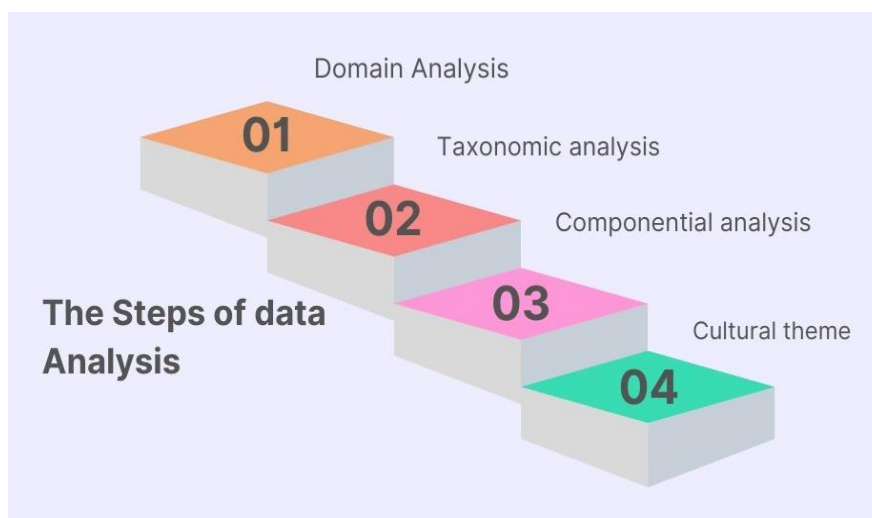 Domain Analysis
01
Taxonomic analysis
02
Componential analysis
03
The Steps of data
Analysis
Cultural theme
04